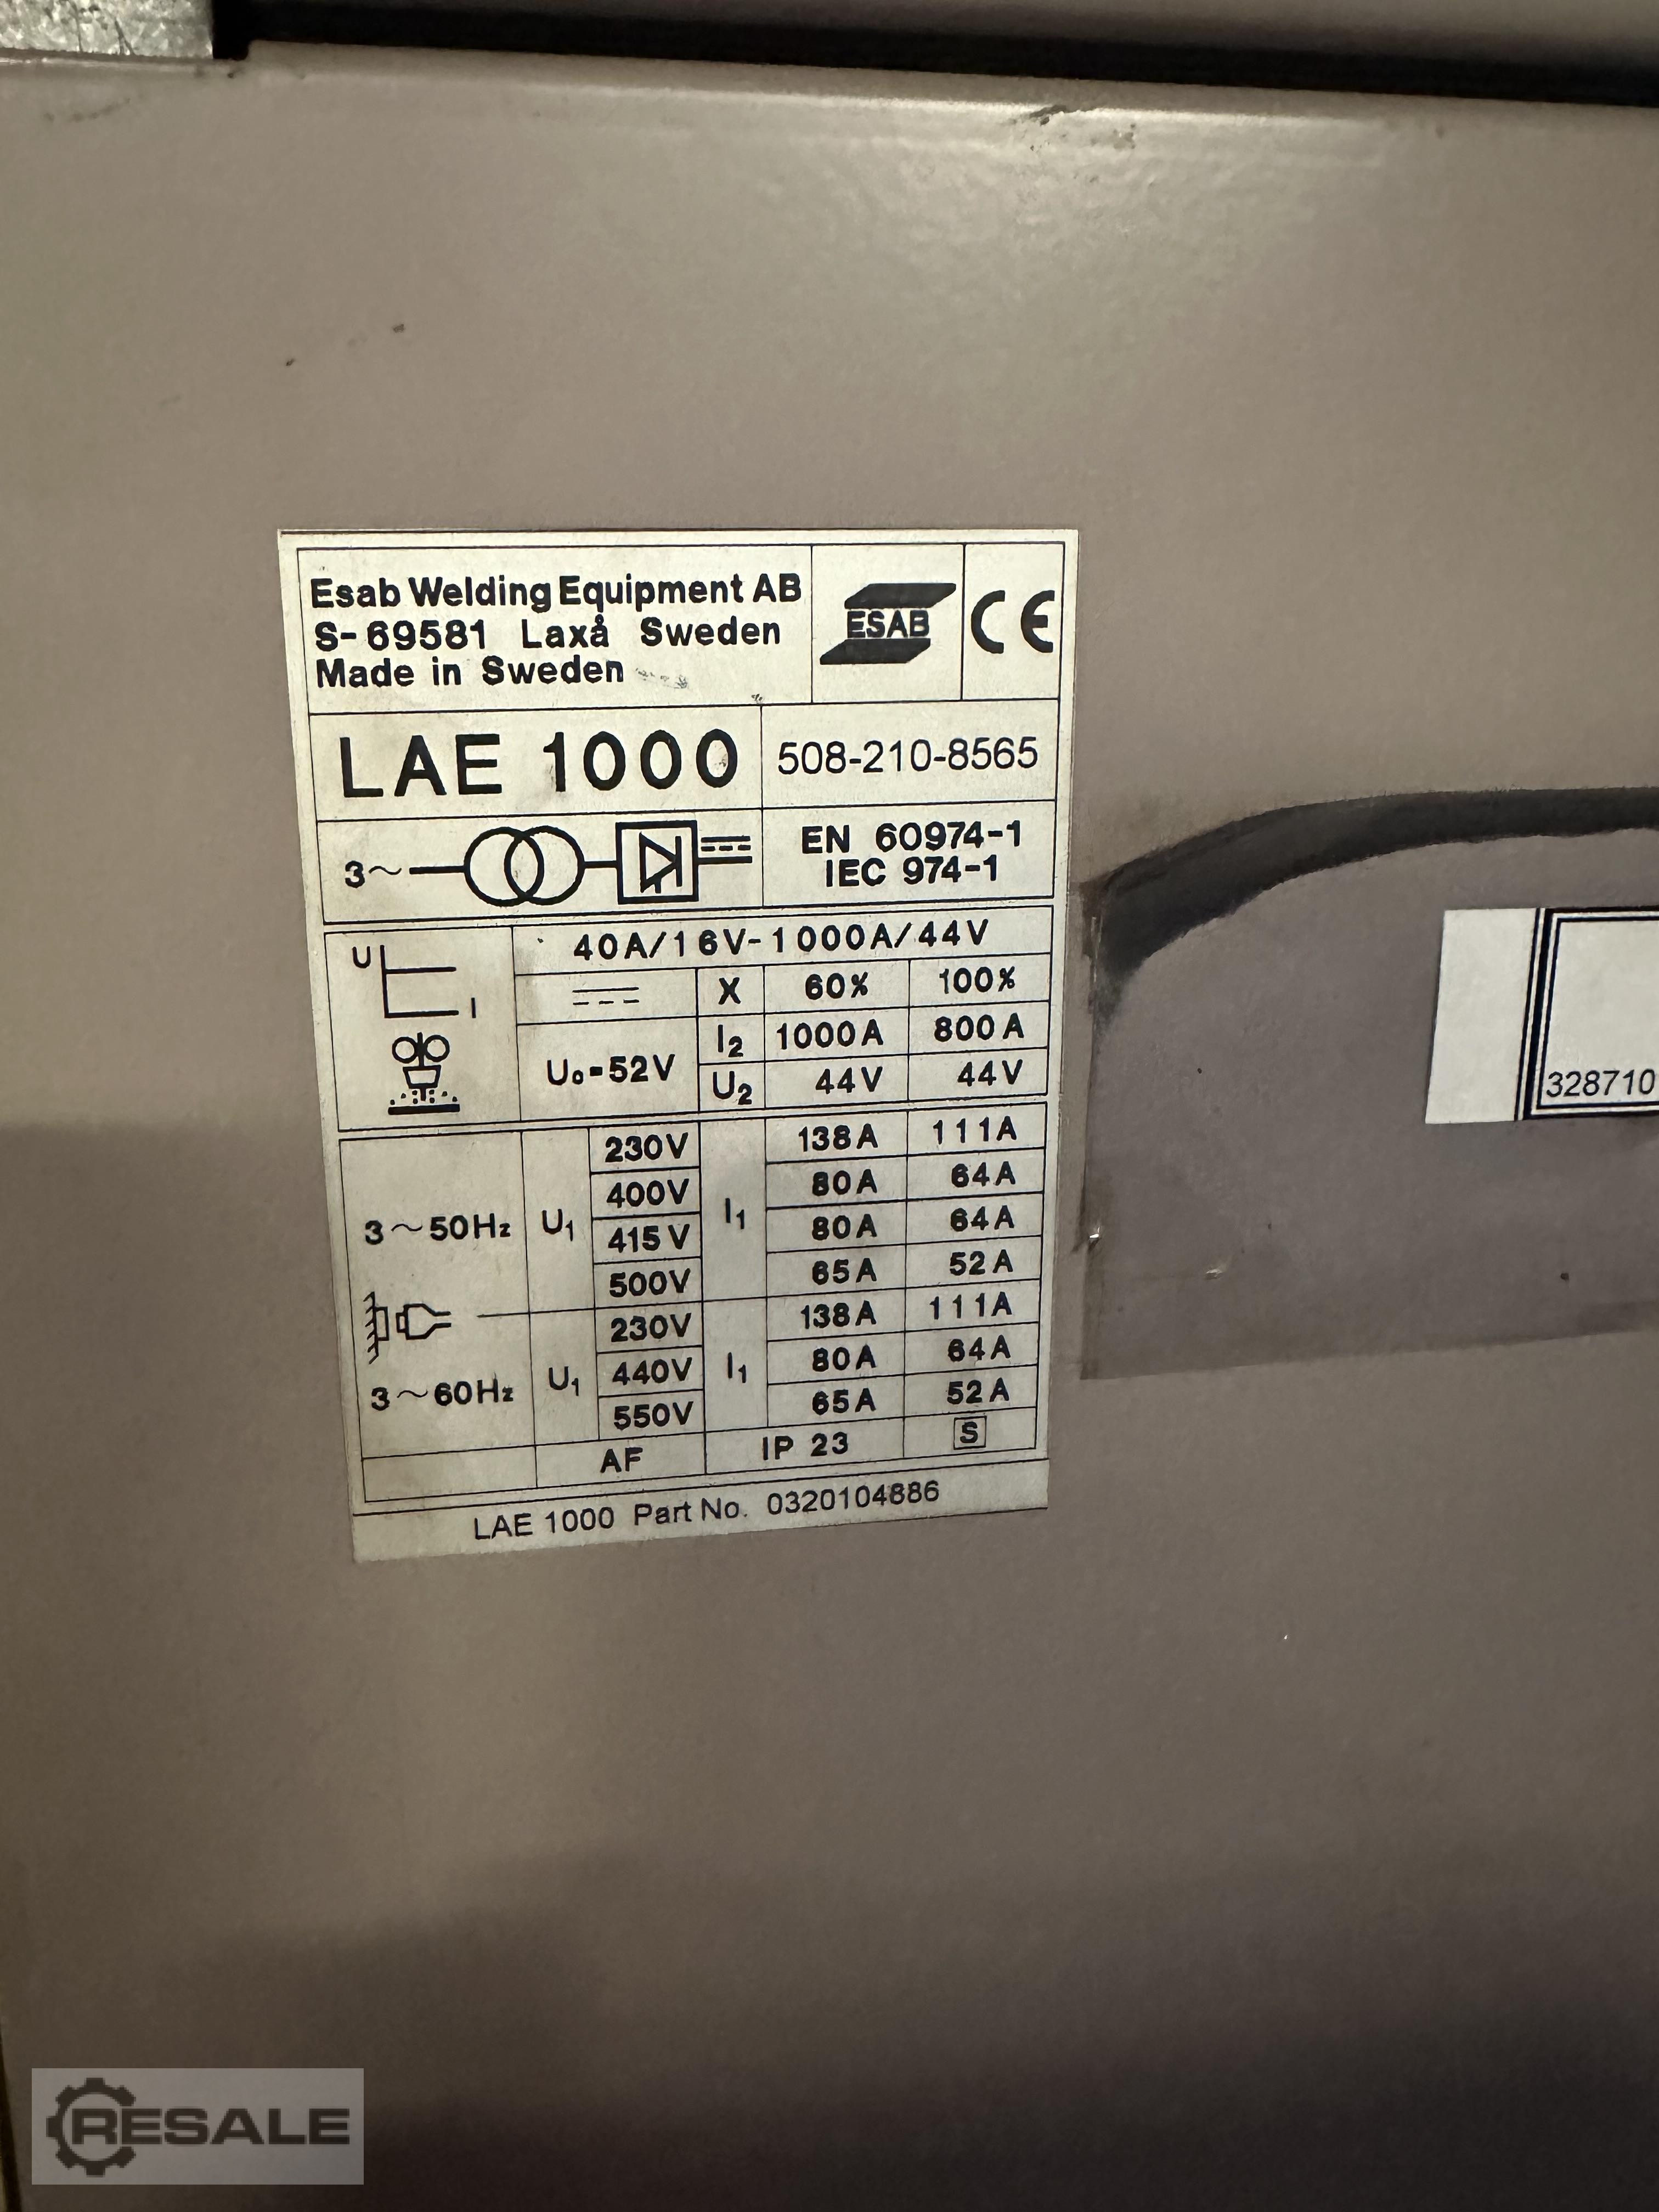 Esab Welding Equipment AB
S-69581 Laxå Sweden
Made in Sweden
ESAB
CE
LAE 1000
508-210-8565
3~
EN 60974-1
IEC 974-1
U
I
40A/16V-1000A/44V
X 60% 100%
U₀=52V
I₂ 1000A 800A
U₂ 44V 44V
3~50Hz U₁ I₁
230V 138A 111A
400V 80A 64A
415V 80A 64A
500V 65A 52A
3~60Hz U₁ I₁
230V 138A 111A
440V 80A 64A
550V 65A 52A
AF IP 23 S
LAE 1000 Part No. 0320104886
328710
RESALE